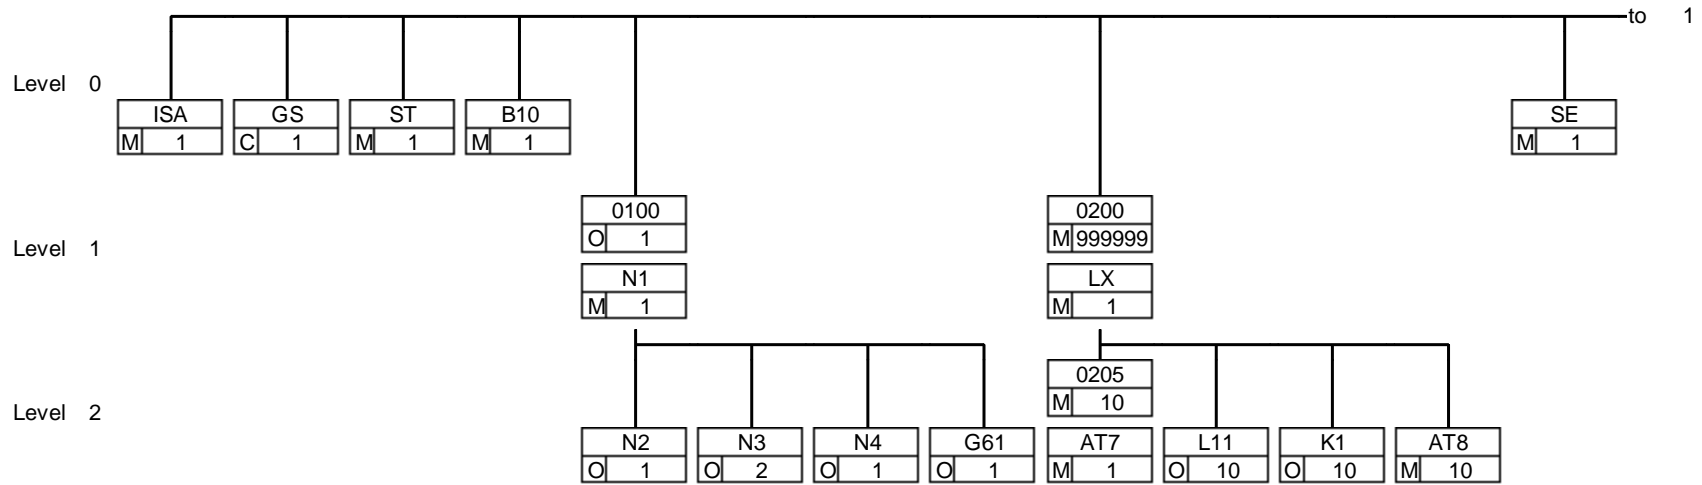 to 1
Level 0
ISA GS ST B10 SE
M 1 C 1 M 1 M 1 M 1
0100 0200
Level 1
O 1 M 999999
N1 LX
M 1 M 1
0205
Level 2
M 10
N2 N3 N4 G61 AT7 L11 K1 AT8
O 1 O 2 O 1 O 1 M 1 O 10 O 10 M 10